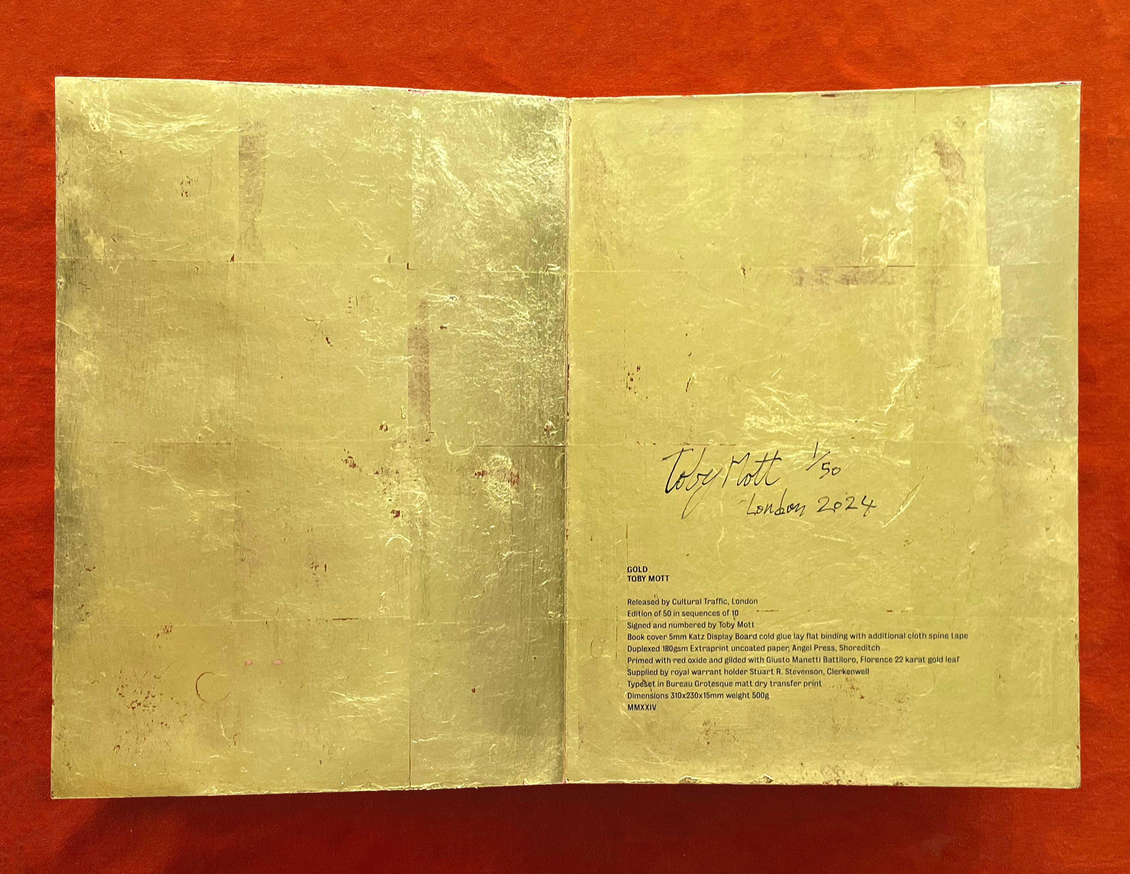 Toby Mott 1/50
London 2024
GOLD
TOBY MOTT
Released by Cultural Traffic, London
Edition of 50 in sequences of 10
Signed and numbered by Toby Mott
Book cover 5mm Katz Display Board cold glue lay flat binding with additional cloth spine tape
Duplexed 180gsm Extraprint uncoated paper, Angel Press, Shoreditch
Primed with red oxide and gilded with Giusto Manetti Battiloro, Florence 22 karat gold leaf
Supplied by royal warrant holder Stuart R. Stevenson, Clerkenwell
Typeset in Bureau Grotesque matt dry transfer print
Dimensions 310x230x15mm weight 500g
MMXXIV